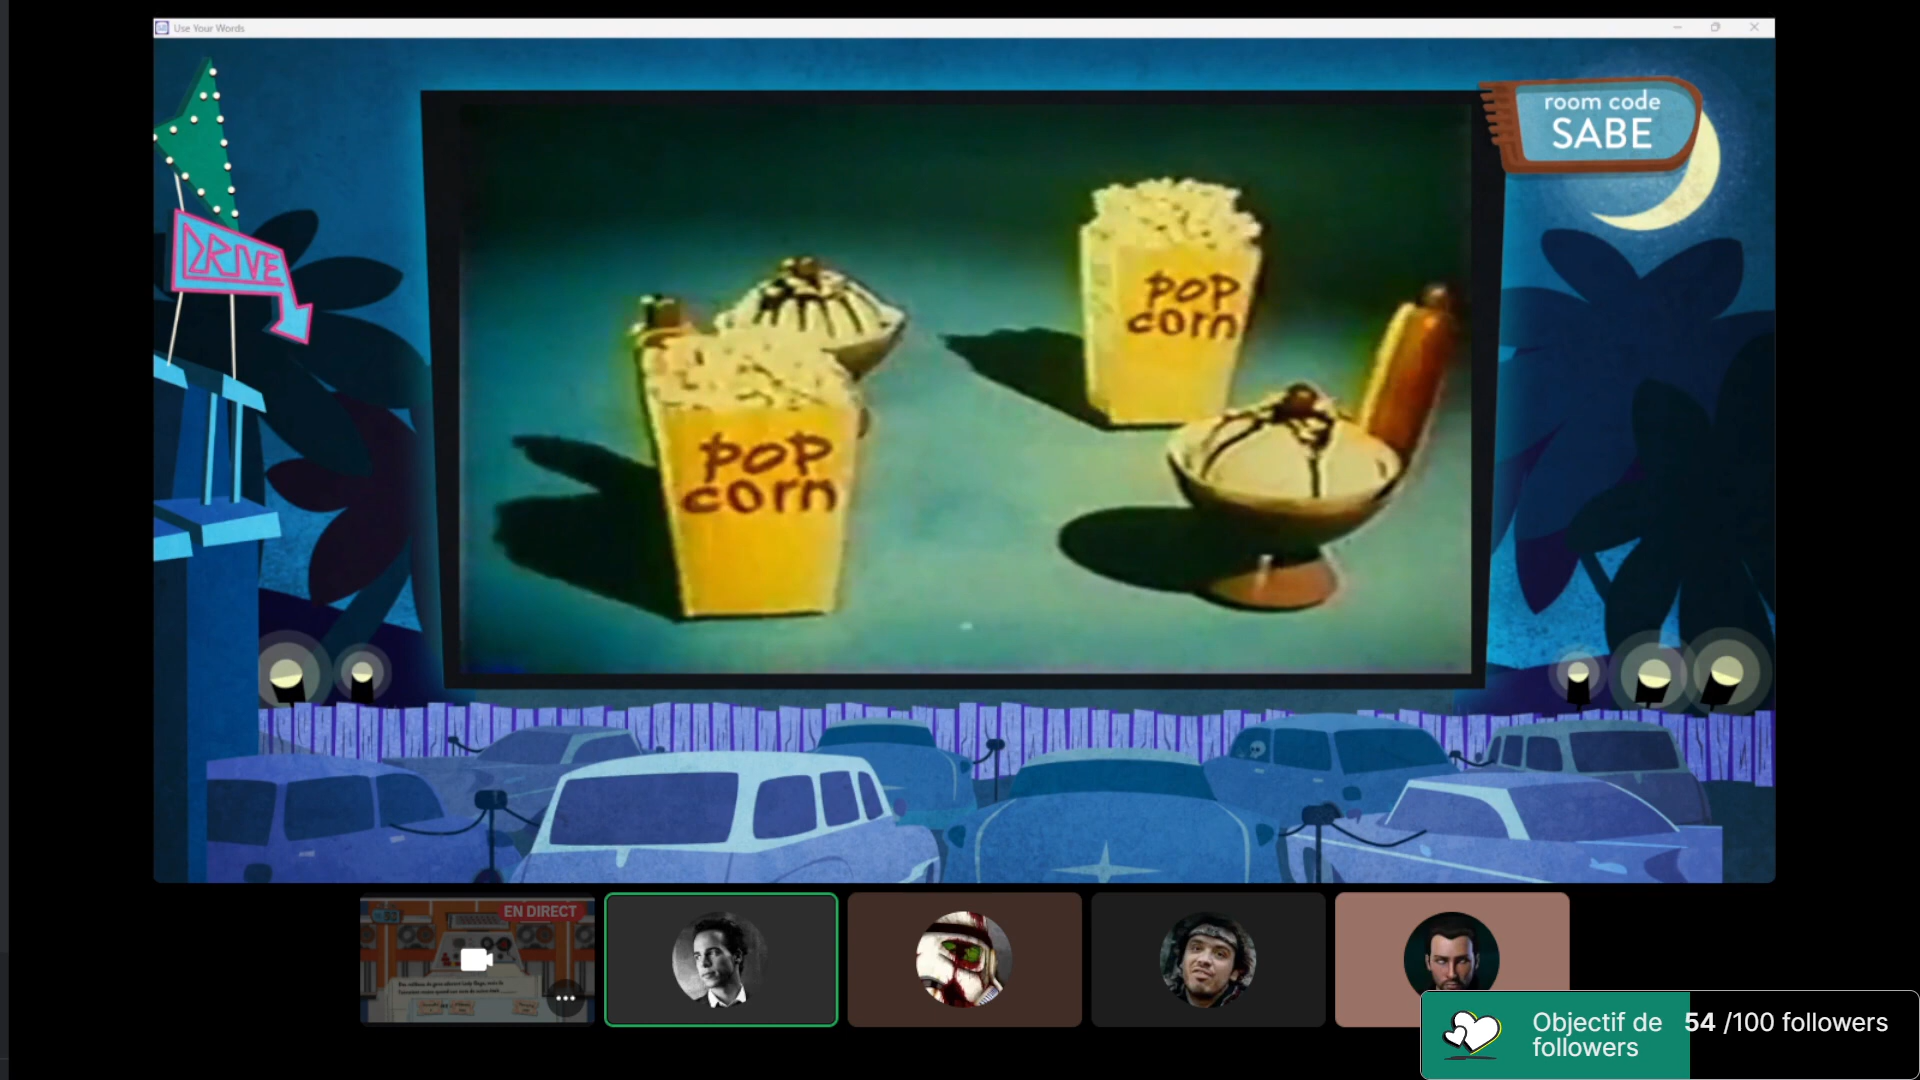 Use Your Words
room code
SABE
DRIVE
pop
corn
pop
corn
EN DIRECT
Objectif de
followers
54 /100 followers